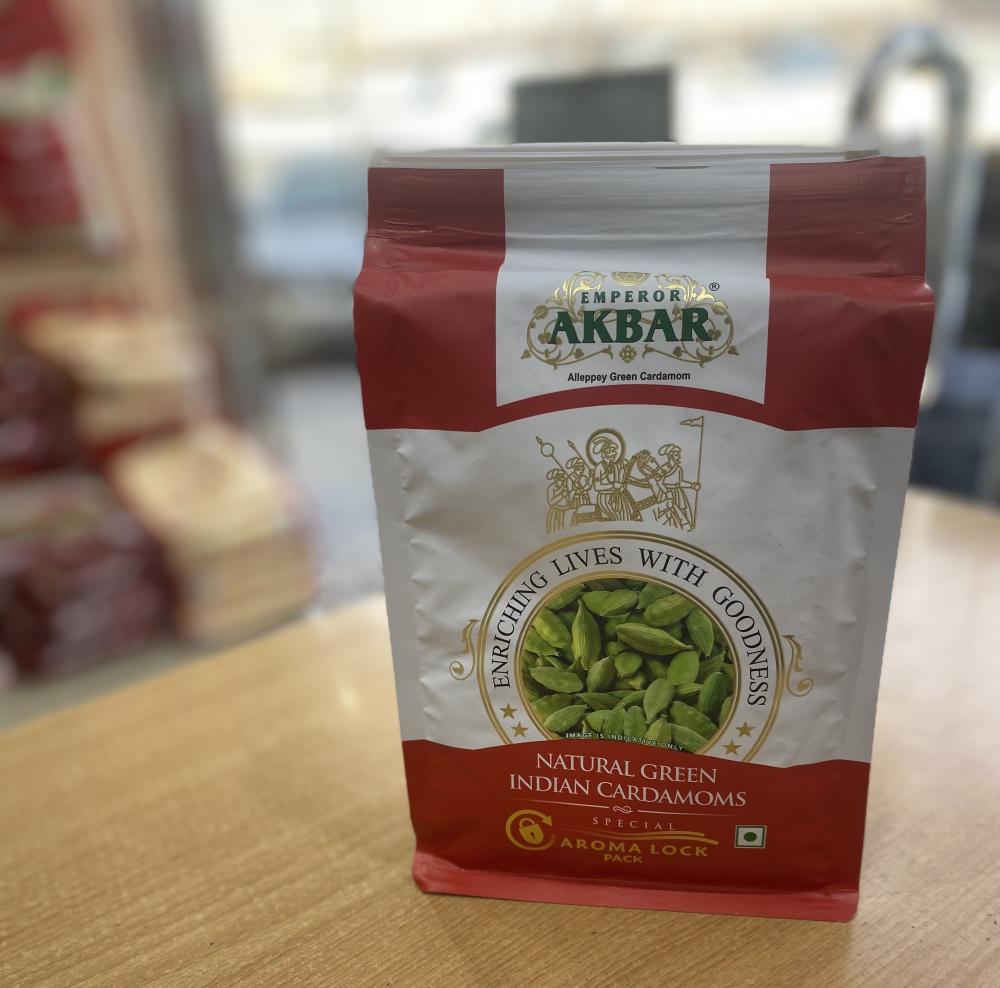 EMPEROR ®
AKBAR
Alleppey Green Cardamom
ENRICHING LIVES WITH GOODNESS
IMAGE IS INDICATIVE ONLY
NATURAL GREEN
INDIAN CARDAMOMS
SPECIAL
AROMA LOCK
PACK